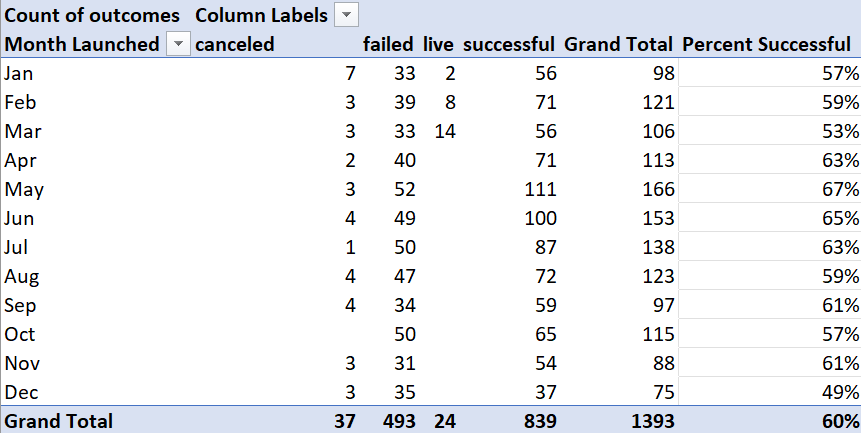 Count of outcomes Column Labels
Month Launched canceled failed live successful Grand Total Percent Successful
Jan 7 33 2 56 98 57%
Feb 3 39 8 71 121 59%
Mar 3 33 14 56 106 53%
Apr 2 40 71 113 63%
May 3 52 111 166 67%
Jun 4 49 100 153 65%
Jul 1 50 87 138 63%
Aug 4 47 72 123 59%
Sep 4 34 59 97 61%
Oct 50 65 115 57%
Nov 3 31 54 88 61%
Dec 3 35 37 75 49%
Grand Total 37 493 24 839 1393 60%